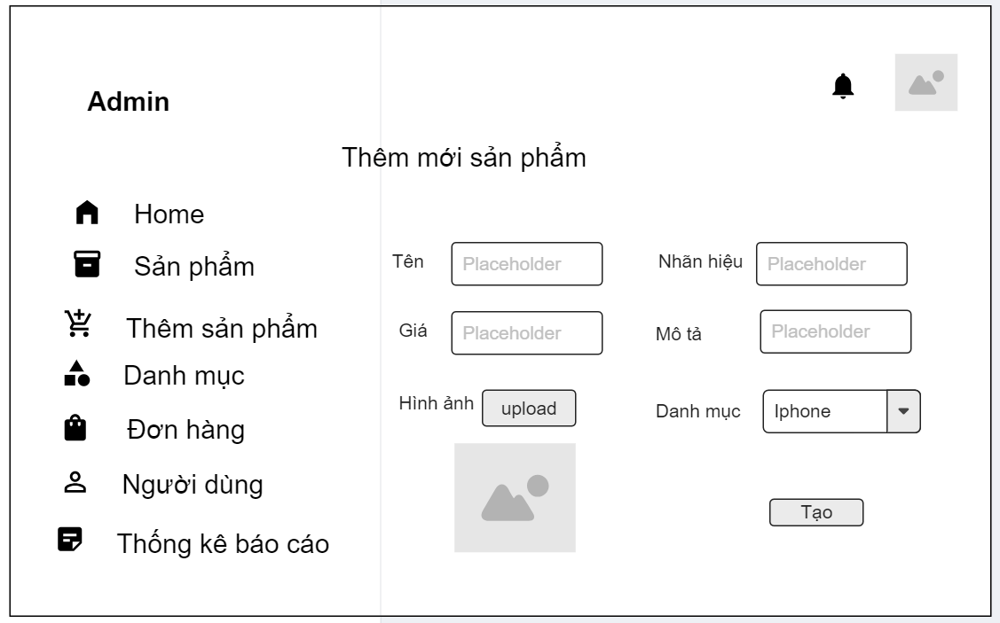 Admin
Thêm mới sản phẩm
Home
Sản phẩm
Thêm sản phẩm
Danh mục
Đơn hàng
Người dùng
Thống kê báo cáo
Tên Placeholder Nhãn hiệu Placeholder
Giá Placeholder Mô tả Placeholder
Hình ảnh upload Danh mục Iphone
Tạo